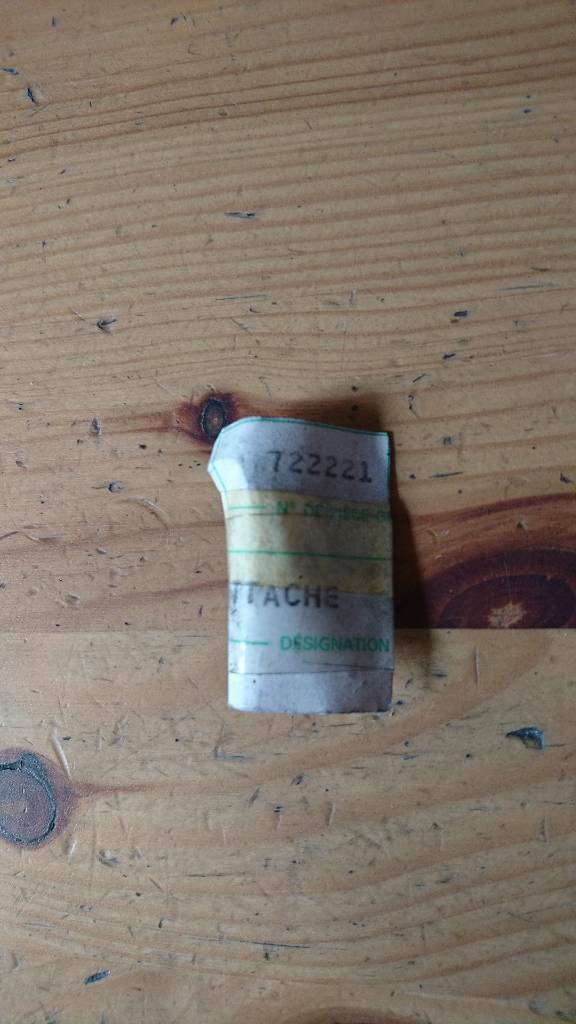 722221
N°
TTACHE
DÉSIGNATION